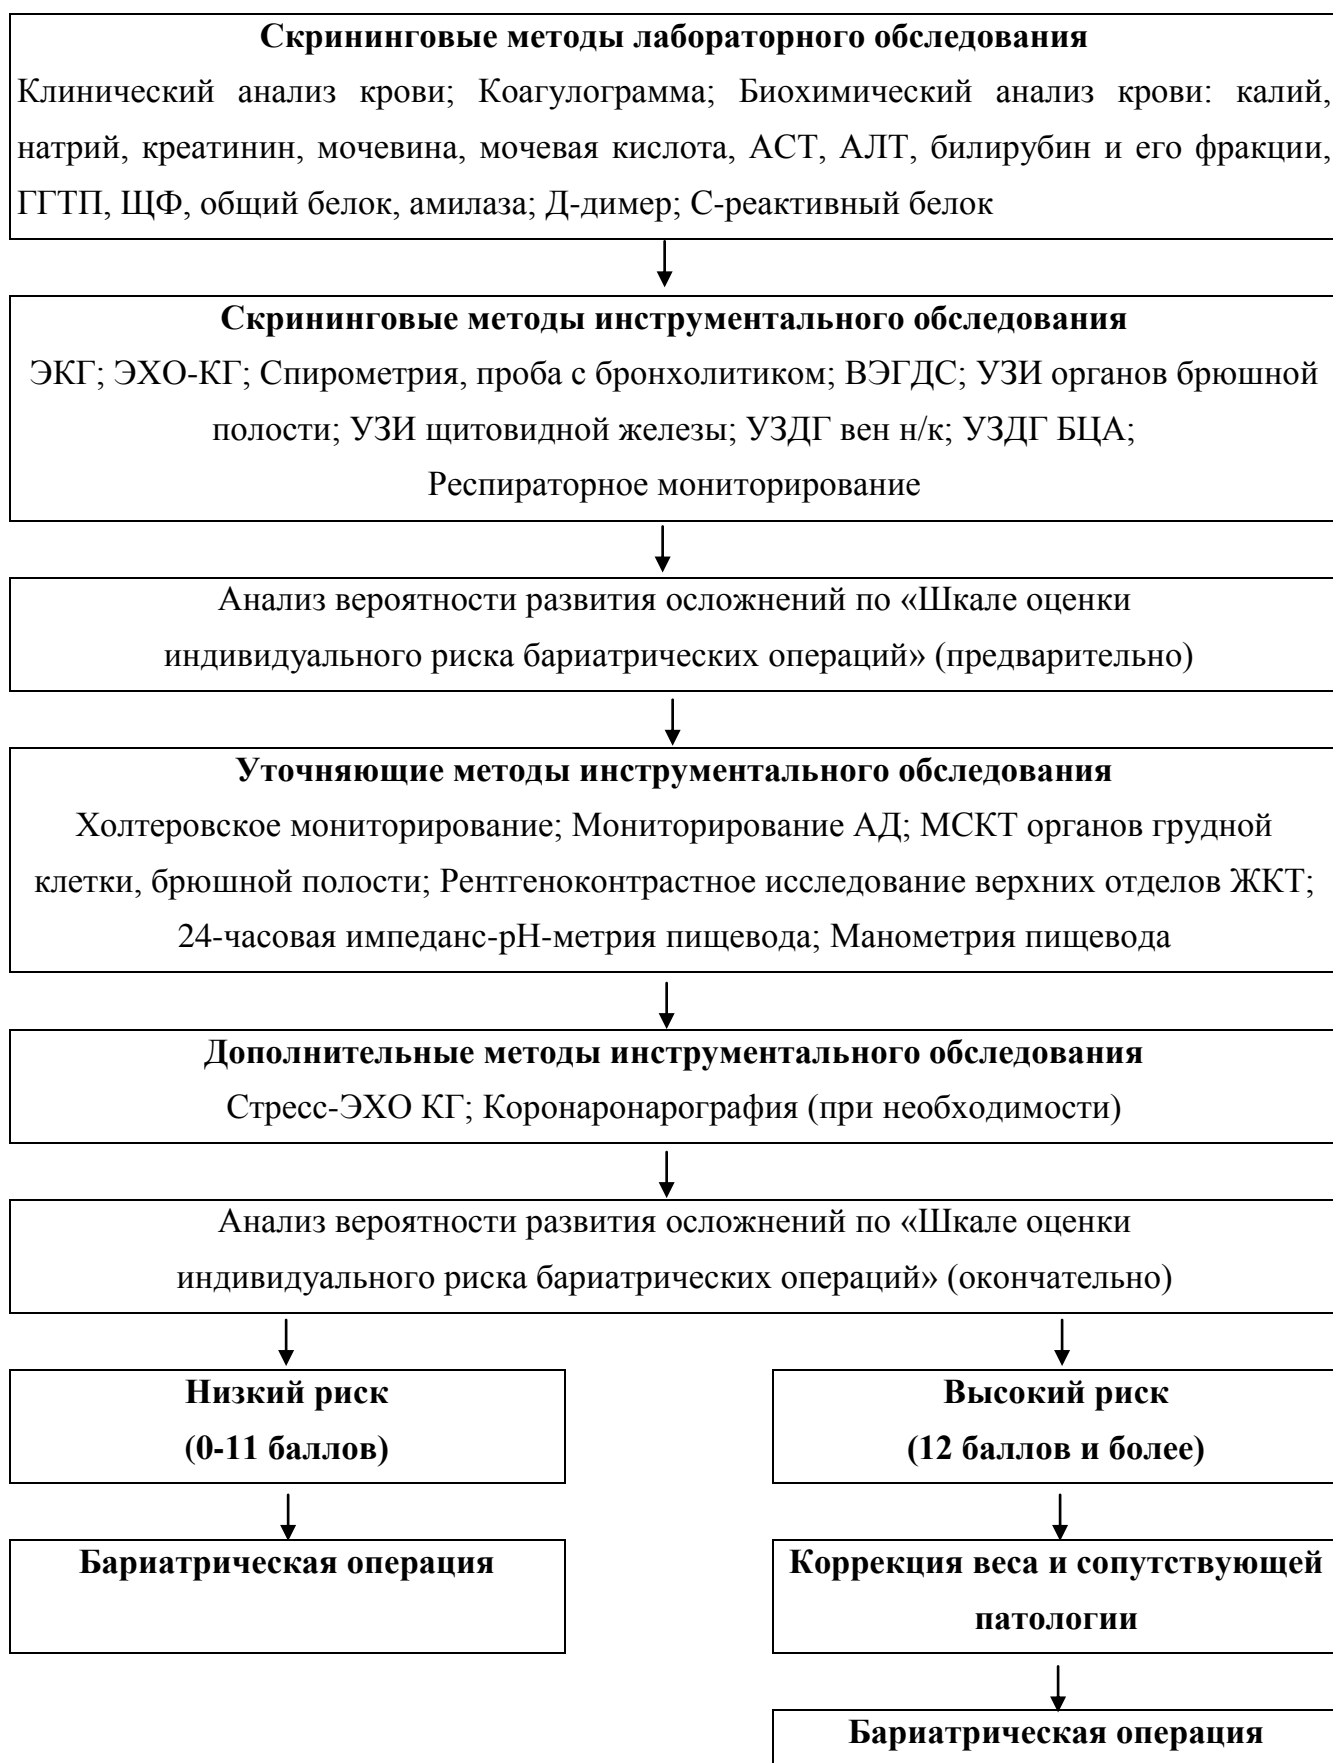 Скрининговые методы лабораторного обследования
Клинический анализ крови; Коагулограмма; Биохимический анализ крови: калий,
натрий, креатинин, мочевина, мочевая кислота, АСТ, АЛТ, билирубин и его фракции,
ГГТП, ЩФ, общий белок, амилаза; Д-димер; С-реактивный белок
Скрининговые методы инструментального обследования
ЭКГ; ЭХО-КГ; Спирометрия, проба с бронхолитиком; ВЭГДС; УЗИ органов брюшной
полости; УЗИ щитовидной железы; УЗДГ вен н/к; УЗДГ БЦА;
Респираторное мониторирование
Анализ вероятности развития осложнений по «Шкале оценки
индивидуального риска бариатрических операций» (предварительно)
Уточняющие методы инструментального обследования
Холтеровское мониторирование; Мониторирование АД; МСКТ органов грудной
клетки, брюшной полости; Рентгеноконтрастное исследование верхних отделов ЖКТ;
24-часовая импеданс-pH-метрия пищевода; Манометрия пищевода
Дополнительные методы инструментального обследования
Стресс-ЭХО КГ; Коронаронарография (при необходимости)
Анализ вероятности развития осложнений по «Шкале оценки
индивидуального риска бариатрических операций» (окончательно)
Низкий риск
(0-11 баллов)
Высокий риск
(12 баллов и более)
Бариатрическая операция
Коррекция веса и сопутствующей
патологии
Бариатрическая операция